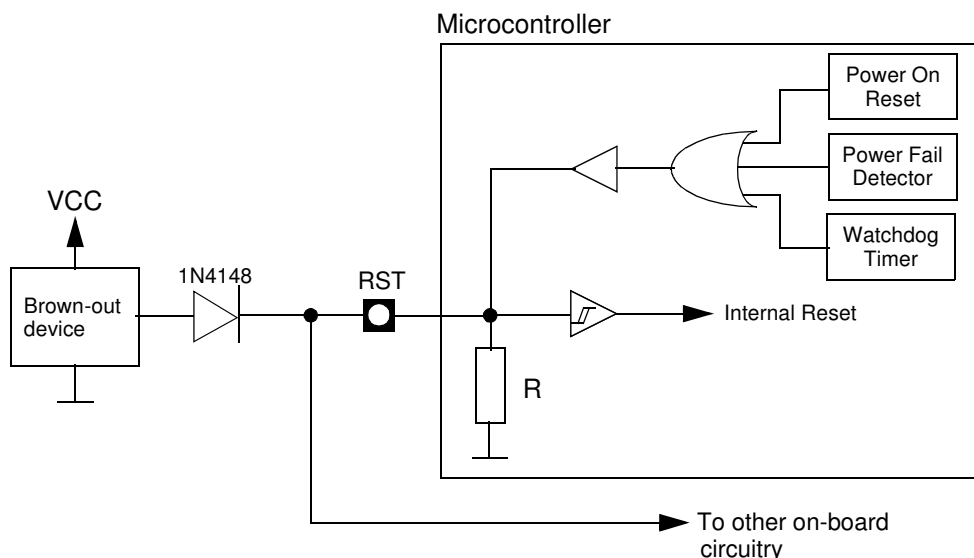 Microcontroller
Power On
Reset
Power Fail
Detector
Watchdog
Timer
VCC
Brown-out
device
1N4148
RST
Internal Reset
R
To other on-board
circuitry